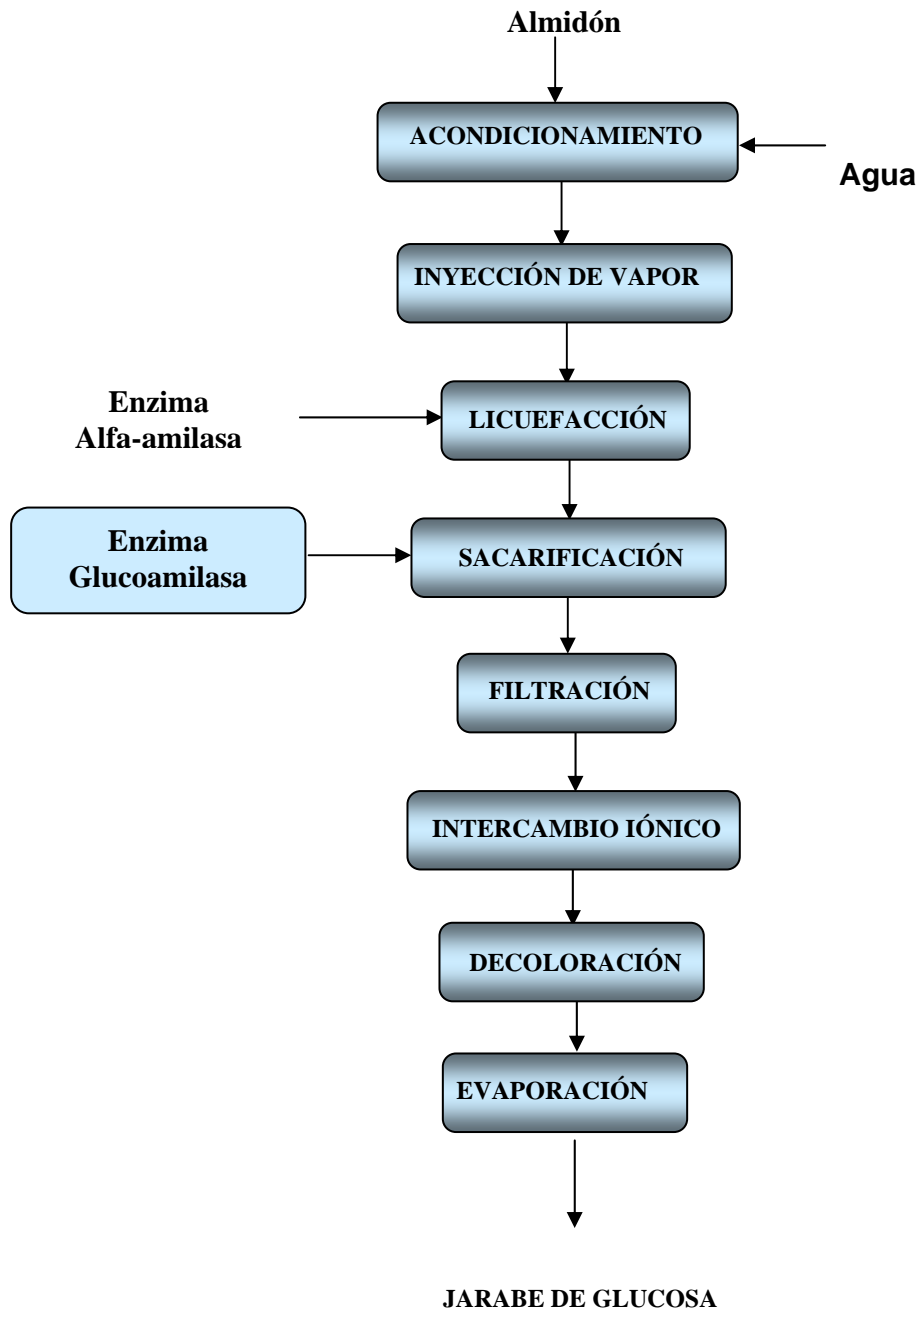 Almidón
ACONDICIONAMIENTO
Agua
INYECCIÓN DE VAPOR
Enzima
Alfa-amilasa
LICUEFACCIÓN
Enzima
Glucoamilasa
SACARIFICACIÓN
FILTRACIÓN
INTERCAMBIO IÓNICO
DECOLORACIÓN
EVAPORACIÓN
JARABE DE GLUCOSA